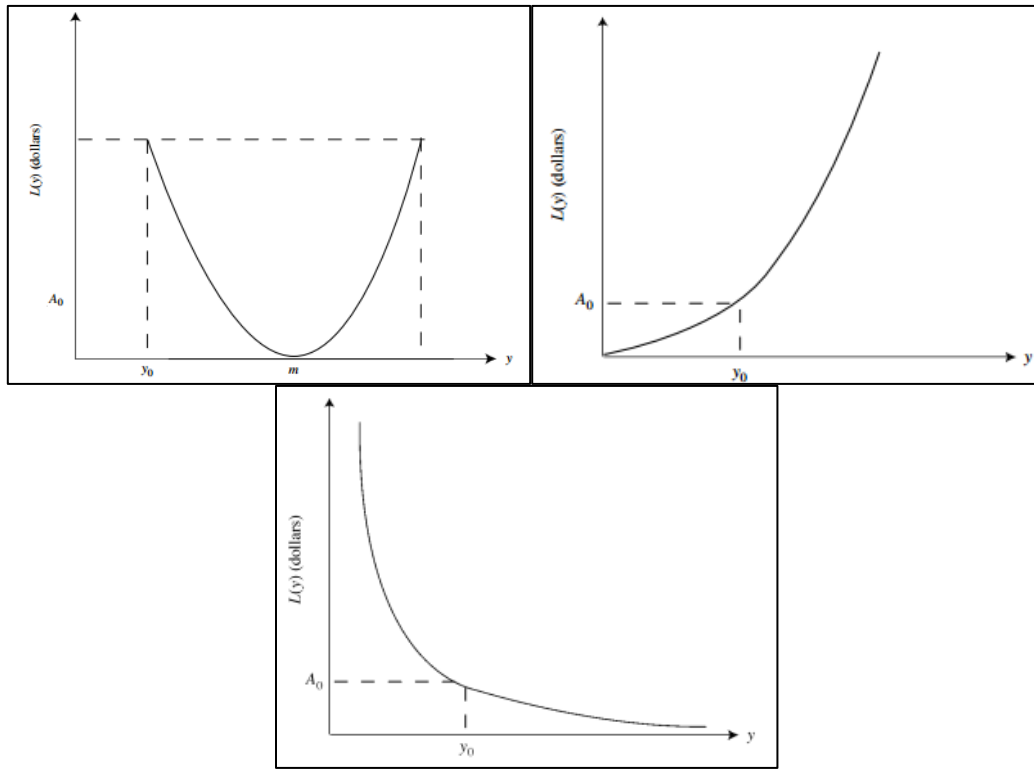 L(y) (dollars)
A₀
y₀
m
y
L(y) (dollars)
A₀
y₀
y
L(y) (dollars)
A₀
y₀
y